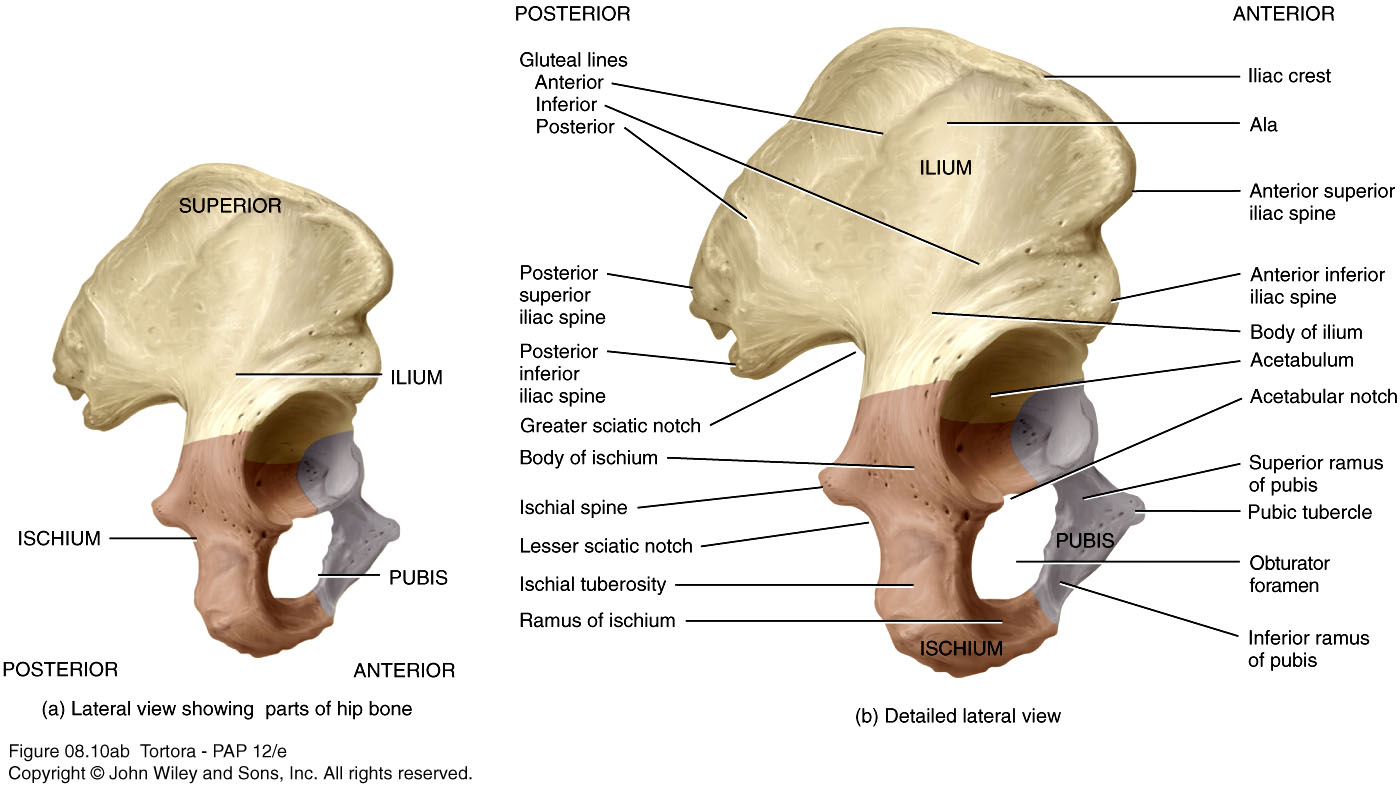 SUPERIOR
ILIUM
ISCHIUM
PUBIS
POSTERIOR
ANTERIOR
(a) Lateral view showing parts of hip bone
POSTERIOR
ANTERIOR
Gluteal lines
Anterior
Inferior
Posterior
Posterior
superior
iliac spine
Posterior
inferior
iliac spine
Greater sciatic notch
Body of ischium
Ischial spine
Lesser sciatic notch
Ischial tuberosity
Ramus of ischium
ILIUM
PUBIS
ISCHIUM
Iliac crest
Ala
Anterior superior
iliac spine
Anterior inferior
iliac spine
Body of ilium
Acetabulum
Acetabular notch
Superior ramus
of pubis
Pubic tubercle
Obturator
foramen
Inferior ramus
of pubis
(b) Detailed lateral view
Figure 08.10ab Tortora - PAP 12/e
Copyright © John Wiley and Sons, Inc. All rights reserved.